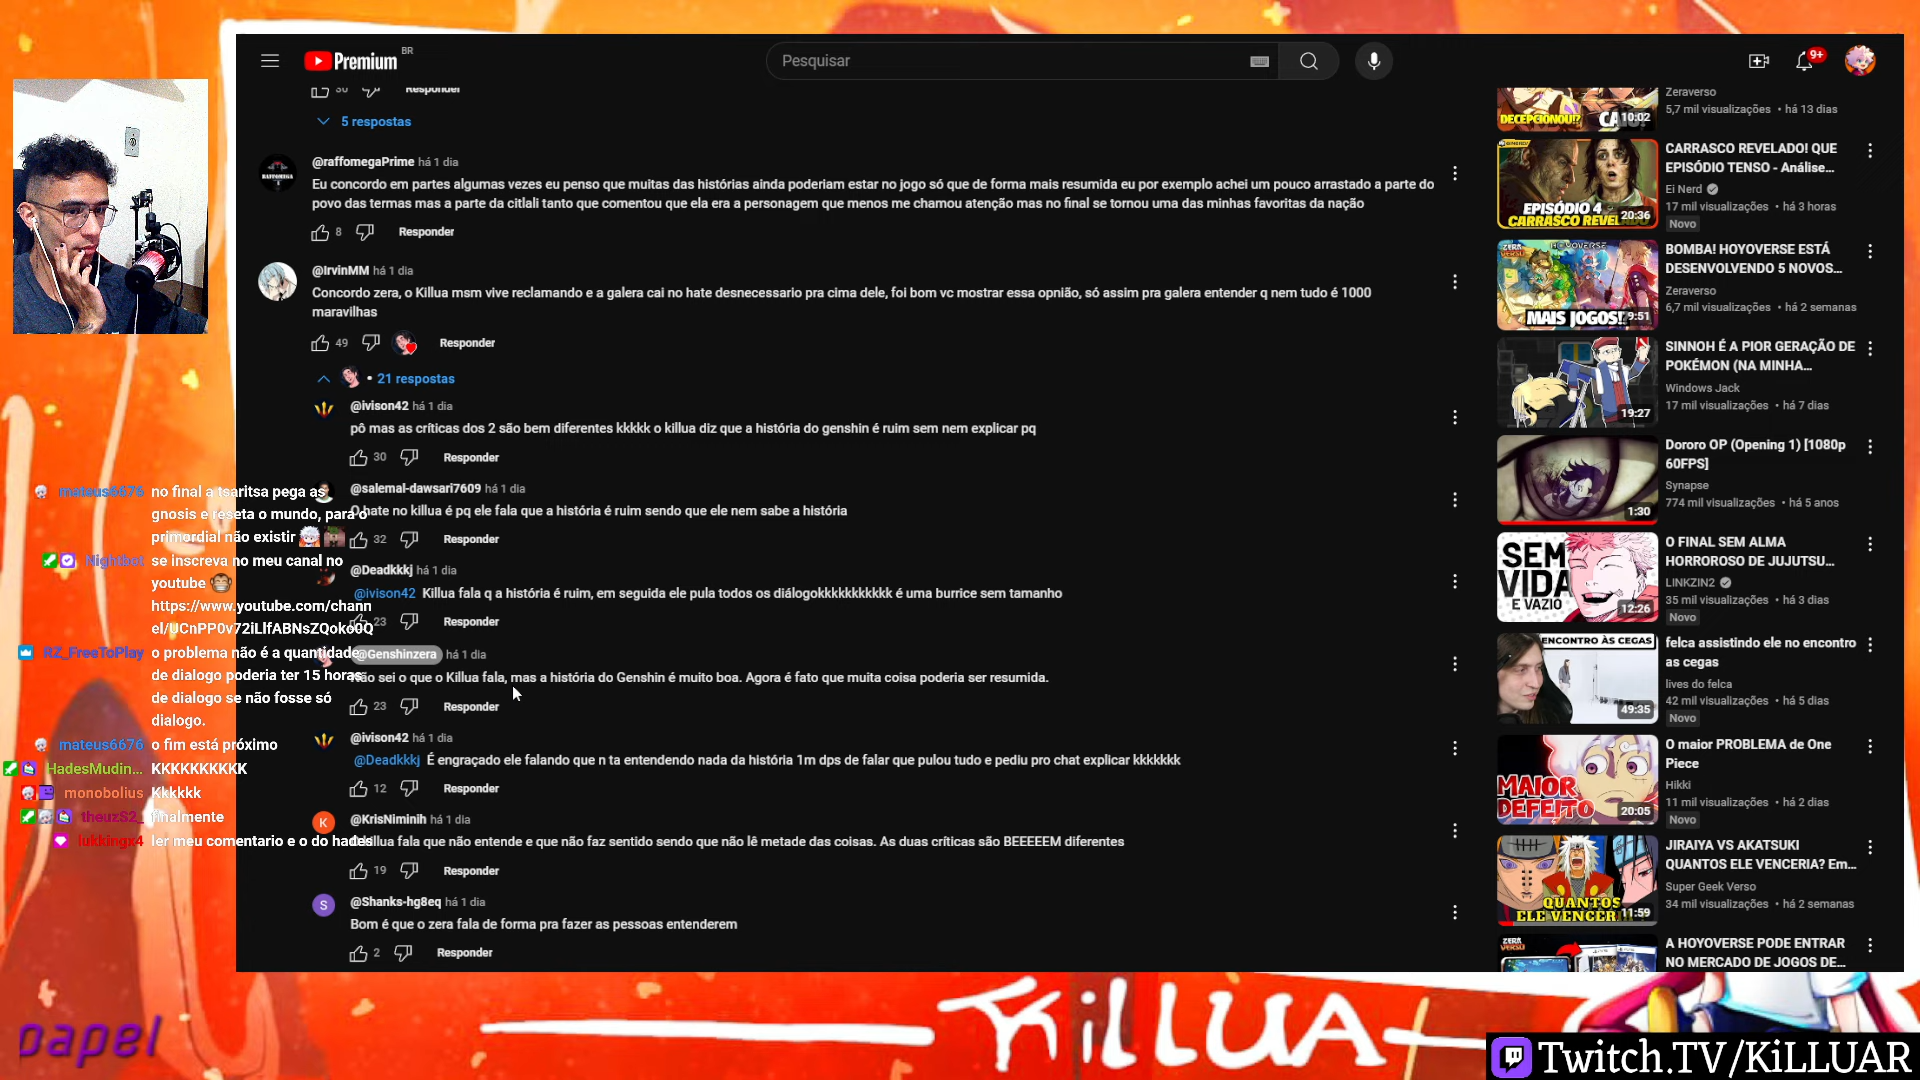 Premium BR
Pesquisar
9+
30 Responder
5 respostas
@raffomegaPrime há 1 dia
Eu concordo em partes algumas vezes eu penso que muitas das histórias ainda poderiam estar no jogo só que de forma mais resumida eu por exemplo achei um pouco arrastado a parte do
povo das termas mas a parte da citlali tanto que comentou que ela era a personagem que menos me chamou atenção mas no final se tornou uma das minhas favoritas da nação
8 Responder
@IrvinMM há 1 dia
Concordo zera, o Killua msm vive reclamando e a galera cai no hate desnecessario pra cima dele, foi bom vc mostrar essa opnião, só assim pra galera entender q nem tudo é 1000
maravilhas
49 Responder
• 21 respostas
@ivison42 há 1 dia
pô mas as críticas dos 2 são bem diferentes kkkkk o killua diz que a história do genshin é ruim sem nem explicar pq
30 Responder
@salemal-dawsari7609 há 1 dia
O hate no killua é pq ele fala que a história é ruim sendo que ele nem sabe a história
32 Responder
@Deadkkkj há 1 dia
@ivison42 Killua fala q a história é ruim, em seguida ele pula todos os diálogokkkkkkkkkkk é uma burrice sem tamanho
23 Responder
@Genshinzera há 1 dia
Não sei o que o Killua fala, mas a história do Genshin é muito boa. Agora é fato que muita coisa poderia ser resumida.
23 Responder
@ivison42 há 1 dia
@Deadkkkj É engraçado ele falando que n ta entendendo nada da história 1m dps de falar que pulou tudo e pediu pro chat explicar kkkkkkk
12 Responder
K
@KrisNiminih há 1 dia
killua fala que não entende e que não faz sentido sendo que não lê metade das coisas. As duas críticas são BEEEEEM diferentes
19 Responder
S
@Shanks-hg8eq há 1 dia
Bom é que o zera fala de forma pra fazer as pessoas entenderem
2 Responder
mateus6676 no final a tsaritsa pega as
gnosis e reseta o mundo, para o
primordial não existir
Nightbot se inscreva no meu canal no
youtube
https://www.youtube.com/chann
el/UCnPP0v72iLlfABNsZQoko0Q
RZ_FreeToPlay o problema não é a quantidade
de dialogo poderia ter 15 horas
de dialogo se não fosse só
dialogo.
mateus6676 o fim está próximo
HadesMudin... KKKKKKKKKK
monobolius Kkkkkk
theuzS2_ finalmente
lukkingx4 ler meu comentario e o do hades
DECEPCIONOU!?
10:02
Zeraverso
5,7 mil visualizações • há 13 dias
EPISÓDIO 4
CARRASCO REVELADO
20:36
CARRASCO REVELADO! QUE
EPISÓDIO TENSO - Análise...
Ei Nerd
17 mil visualizações • há 3 horas
Novo
HOYOVERSE
MAIS JOGOS!
9:51
BOMBA! HOYOVERSE ESTÁ
DESENVOLVENDO 5 NOVOS...
Zeraverso
6,7 mil visualizações • há 2 semanas
19:27
SINNOH É A PIOR GERAÇÃO DE
POKÉMON (NA MINHA...
Windows Jack
17 mil visualizações • há 7 dias
1:30
Dororo OP (Opening 1) [1080p
60FPS]
Synapse
774 mil visualizações • há 5 anos
SEM
VIDA
E VAZIO
12:26
O FINAL SEM ALMA
HORROROSO DE JUJUTSU...
LINKZIN2
35 mil visualizações • há 3 dias
Novo
ENCONTRO ÀS CEGAS
49:35
felca assistindo ele no encontro
as cegas
lives do felca
42 mil visualizações • há 5 dias
Novo
MAIOR
DEFEITO
20:05
O maior PROBLEMA de One
Piece
Hikki
11 mil visualizações • há 2 dias
Novo
QUANTOS
ELE VENCER
11:59
JIRAIYA VS AKATSUKI
QUANTOS ELE VENCERIA? Em...
Super Geek Verso
34 mil visualizações • há 2 semanas
A HOYOVERSE PODE ENTRAR
NO MERCADO DE JOGOS DE...
papel
KiLLUA
Twitch.TV/KiLLUAR